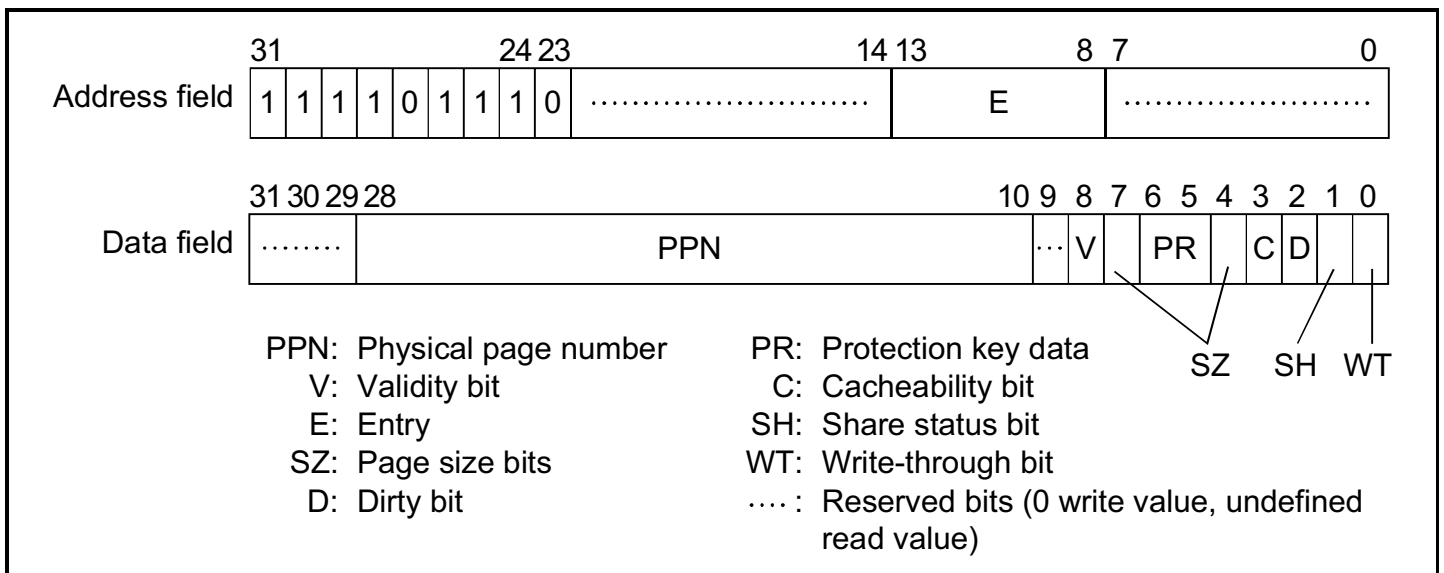 31 24 23 14 13 8 7 0
Address field 1 1 1 1 0 1 1 1 0 ........................... E ........................
31 30 29 28 10 9 8 7 6 5 4 3 2 1 0
Data field ........ PPN ... V PR C D
SZ SH WT
PPN: Physical page number
V: Validity bit
E: Entry
SZ: Page size bits
D: Dirty bit
PR: Protection key data
C: Cacheability bit
SH: Share status bit
WT: Write-through bit
....: Reserved bits (0 write value, undefined
read value)